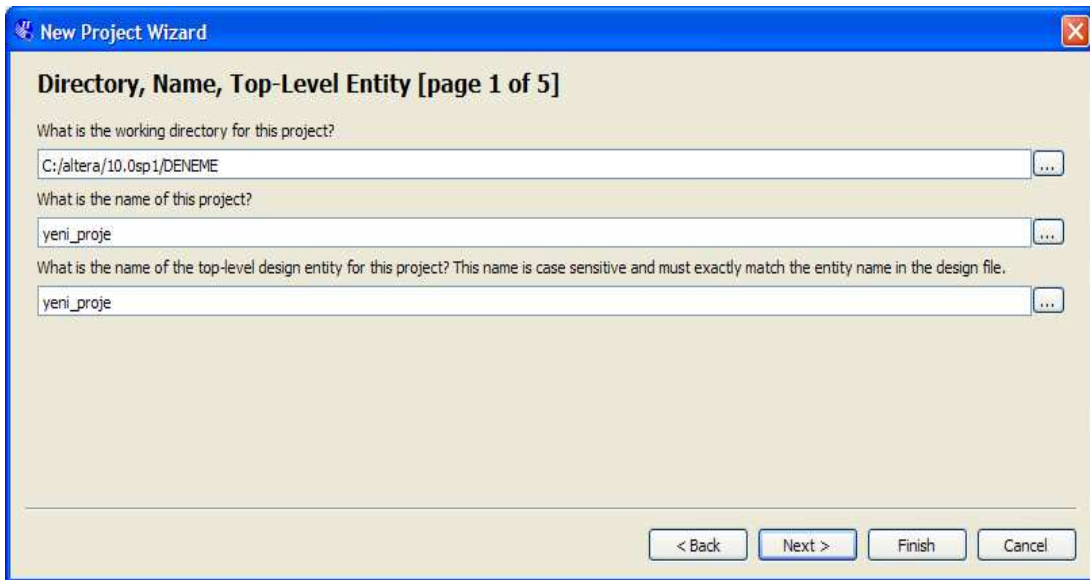 New Project Wizard
Directory, Name, Top-Level Entity [page 1 of 5]
What is the working directory for this project?
C:/altera/10.0sp1/DENEME
...
What is the name of this project?
yeni_proje
...
What is the name of the top-level design entity for this project? This name is case sensitive and must exactly match the entity name in the design file.
yeni_proje
...
< Back Next > Finish Cancel